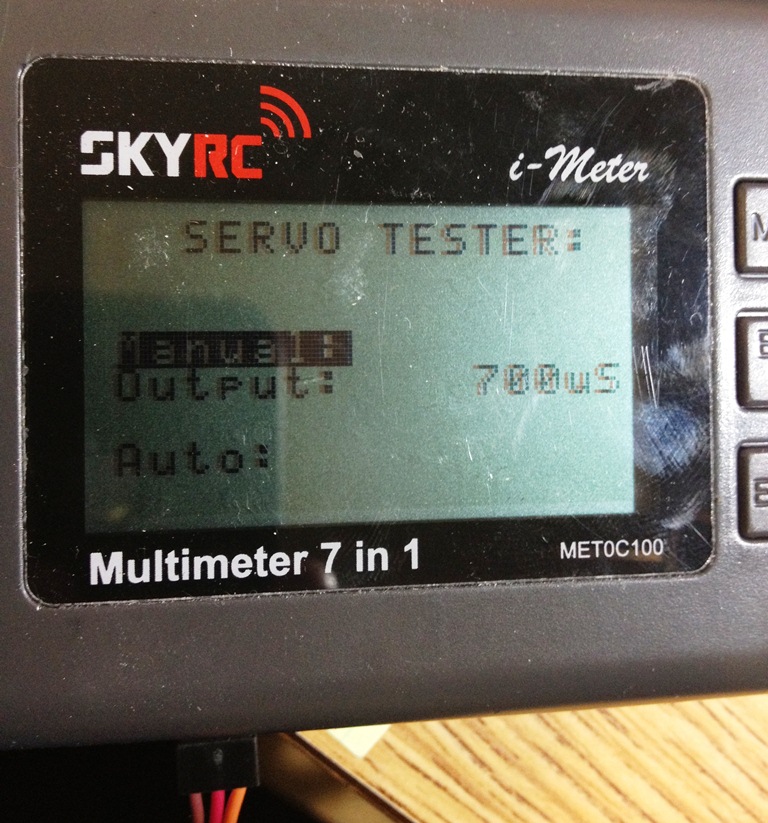 SKYRC
i-Meter
SERVO TESTER:
Manual:
Output: 700uS
Auto:
Multimeter 7 in 1
MET0C100